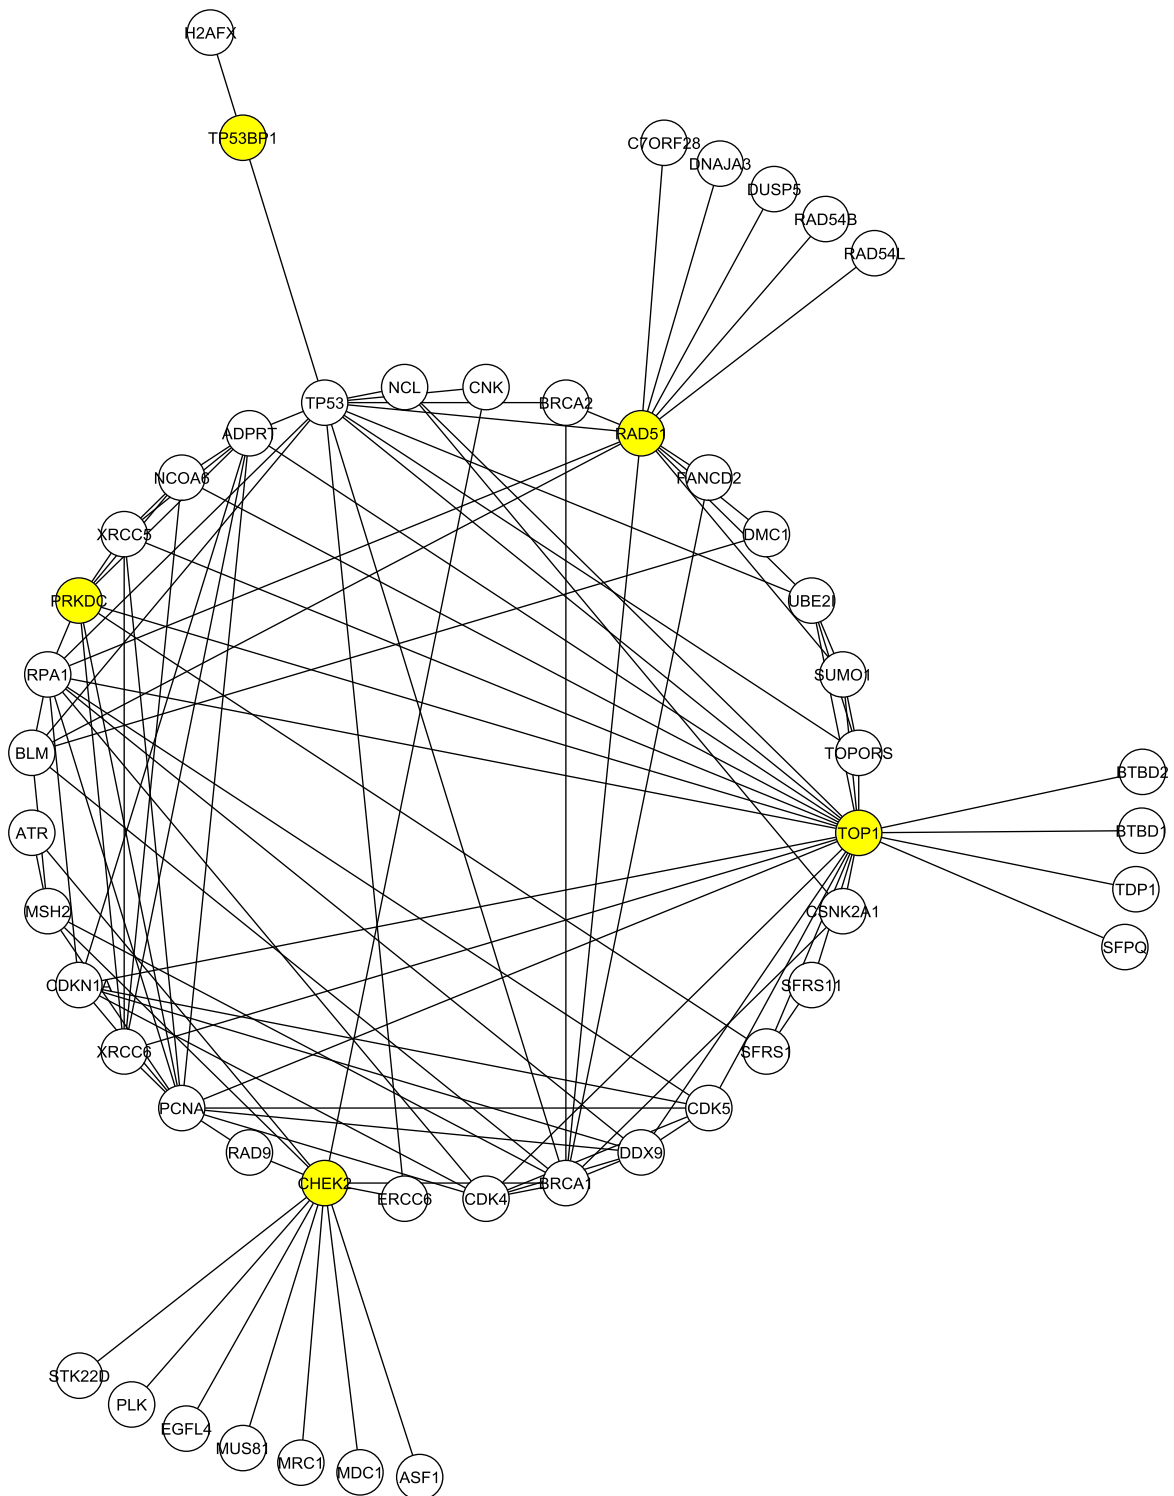 H2AFX
TP53BP1
C7ORF28
DNAJA3
DUSP5
RAD54B
RAD54L
NCL
CNK
TP53
BRCA2
ADPRT
RAD51
NCOA6
FANCD2
XRCC5
DMC1
PRKDC
UBE2I
RPA1
SUMO1
BLM
TOPORS
BTBD2
ATR
TOP1
BTBD1
TDP1
MSH2
CSNK2A1
SFPQ
CDKN1A
SFRS11
XRCC6
SFRS1
PCNA
CDK5
RAD9
DDX9
CHEK2
BRCA1
ERCC6
CDK4
STK22D
PLK
EGFL4
MUS81
MRC1
MDC1
ASF1